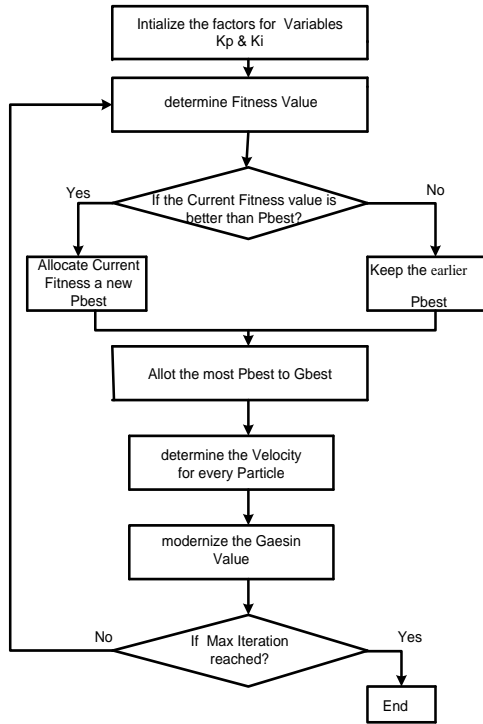 Intialize the factors for Variables
Kp & Ki
determine Fitness Value
If the Current Fitness value is
better than Pbest?
Yes
No
Allocate Current
Fitness a new
Pbest
Keep the earlier
Pbest
Allot the most Pbest to Gbest
determine the Velocity
for every Particle
modernize the Gaesin
Value
If Max Iteration
reached?
No
Yes
End